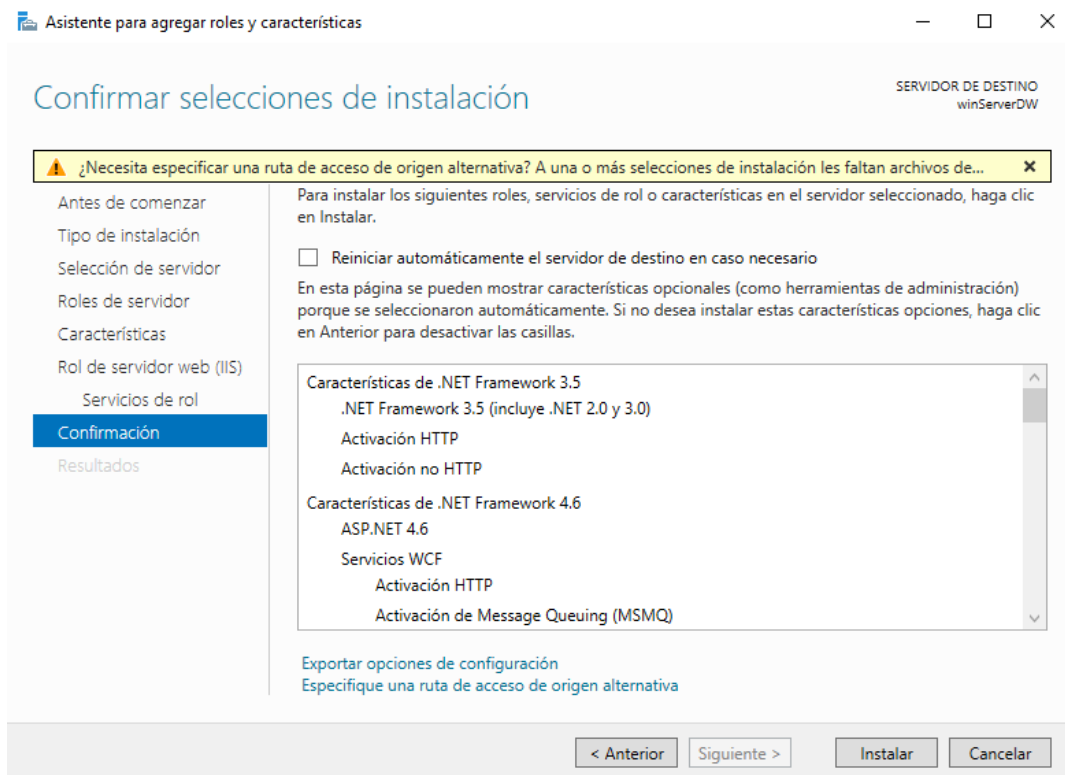 Asistente para agregar roles y características
Confirmar selecciones de instalación
SERVIDOR DE DESTINO
winServerDW
¿Necesita especificar una ruta de acceso de origen alternativa? A una o más selecciones de instalación les faltan archivos de...
Antes de comenzar
Tipo de instalación
Selección de servidor
Roles de servidor
Características
Rol de servidor web (IIS)
Servicios de rol
Confirmación
Resultados
Para instalar los siguientes roles, servicios de rol o características en el servidor seleccionado, haga clic
en Instalar.
Reiniciar automáticamente el servidor de destino en caso necesario
En esta página se pueden mostrar características opcionales (como herramientas de administración)
porque se seleccionaron automáticamente. Si no desea instalar estas características opciones, haga clic
en Anterior para desactivar las casillas.
Características de .NET Framework 3.5
.NET Framework 3.5 (incluye .NET 2.0 y 3.0)
Activación HTTP
Activación no HTTP
Características de .NET Framework 4.6
ASP.NET 4.6
Servicios WCF
Activación HTTP
Activación de Message Queuing (MSMQ)
Exportar opciones de configuración
Especifique una ruta de acceso de origen alternativa
< Anterior
Siguiente >
Instalar
Cancelar